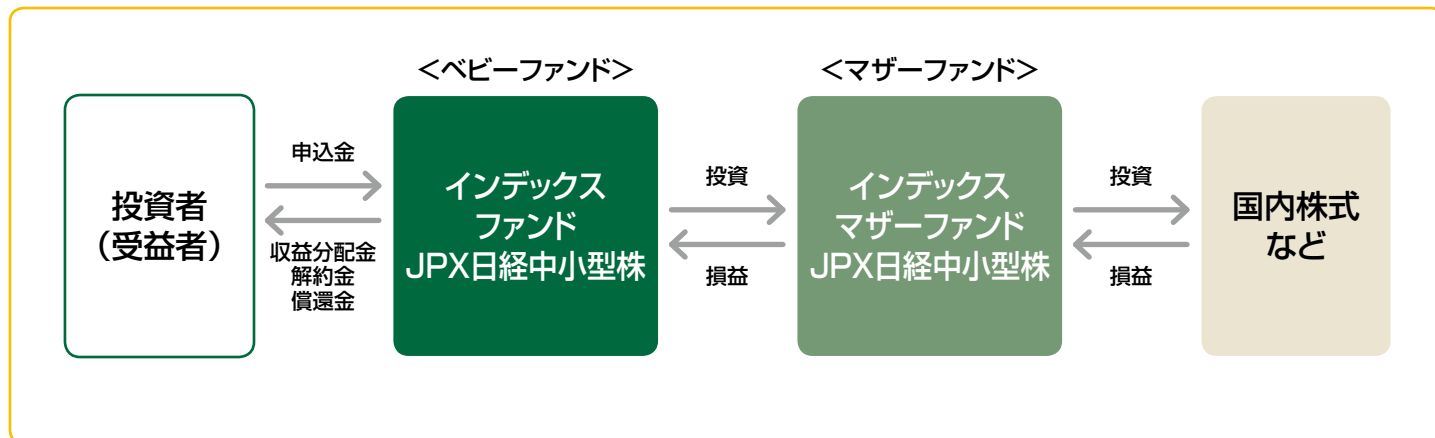 <ベビーファンド>
<マザーファンド>
投資者
(受益者)
申込金
収益分配金
解約金
償還金
インデックス
ファンド
JPX日経中小型株
投資
損益
インデックス
マザーファンド
JPX日経中小型株
投資
損益
国内株式
など